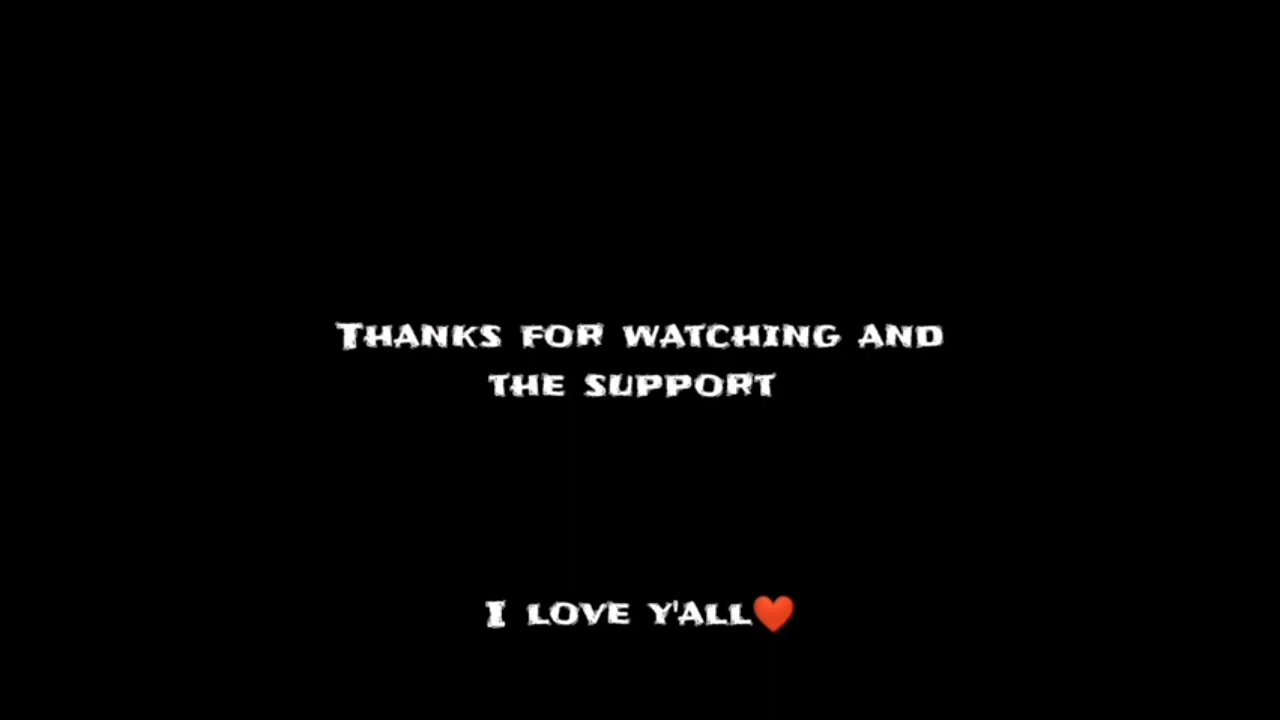 Thanks for watching and
the support
I love y'all❤️